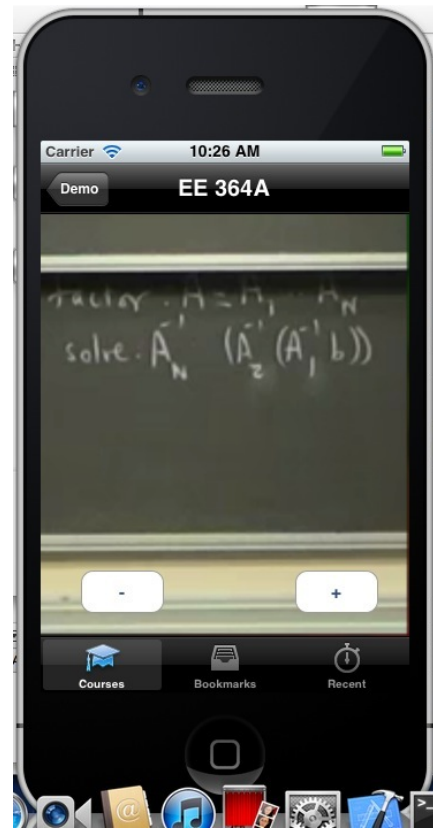 Carrier 10:26 AM
Demo EE 364A
factor. A = A₁ ⋯ A_N
solve. A_N⁻¹ (A₂⁻¹(A₁⁻¹ b))
- +
Courses Bookmarks Recent